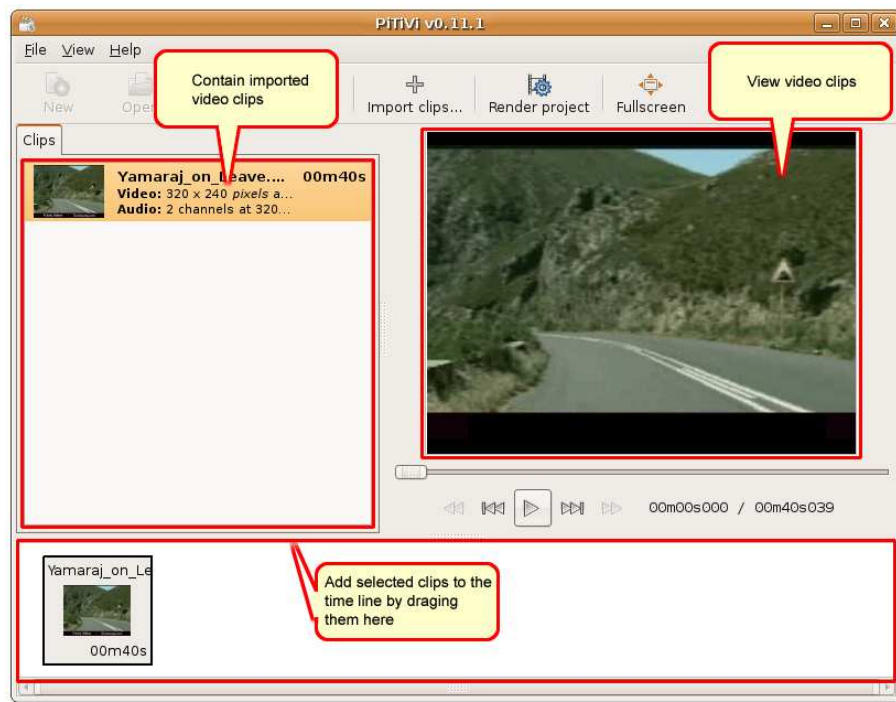 PiTiVi v0.11.1
File View Help
Contain imported
video clips
View video clips
New
Open
Import clips...
Render project
Fullscreen
Clips
Yamaraj_on_Leave.... 00m40s
Video: 320 x 240 pixels a...
Audio: 2 channels at 320...
00m00s000 / 00m40s039
Yamaraj_on_Le
00m40s
Add selected clips to the
time line by draging
them here